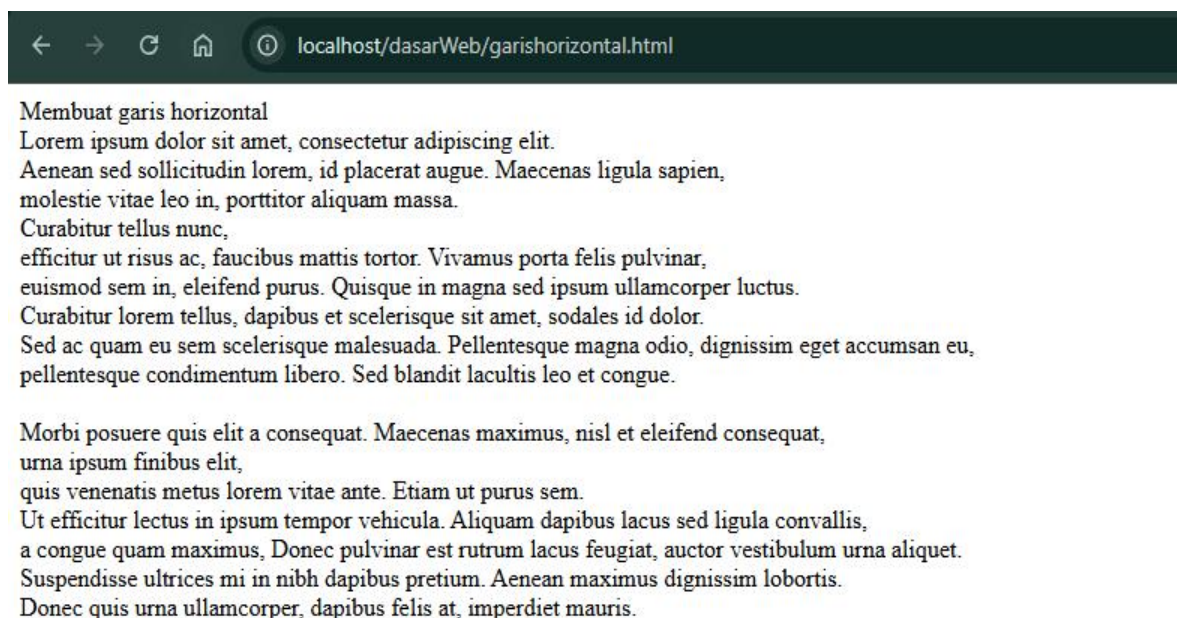 localhost/dasarWeb/garishorizontal.html
Membuat garis horizontal
Lorem ipsum dolor sit amet, consectetur adipiscing elit.
Aenean sed sollicitudin lorem, id placerat augue. Maecenas ligula sapien,
molestie vitae leo in, porttitor aliquam massa.
Curabitur tellus nunc,
efficitur ut risus ac, faucibus mattis tortor. Vivamus porta felis pulvinar,
euismod sem in, eleifend purus. Quisque in magna sed ipsum ullamcorper luctus.
Curabitur lorem tellus, dapibus et scelerisque sit amet, sodales id dolor.
Sed ac quam eu sem scelerisque malesuada. Pellentesque magna odio, dignissim eget accumsan eu,
pellentesque condimentum libero. Sed blandit lacultis leo et congue.
Morbi posuere quis elit a consequat. Maecenas maximus, nisl et eleifend consequat,
urna ipsum finibus elit,
quis venenatis metus lorem vitae ante. Etiam ut purus sem.
Ut efficitur lectus in ipsum tempor vehicula. Aliquam dapibus lacus sed ligula convallis,
a congue quam maximus, Donec pulvinar est rutrum lacus feugiat, auctor vestibulum urna aliquet.
Suspendisse ultrices mi in nibh dapibus pretium. Aenean maximus dignissim lobortis.
Donec quis urna ullamcorper, dapibus felis at, imperdiet mauris.